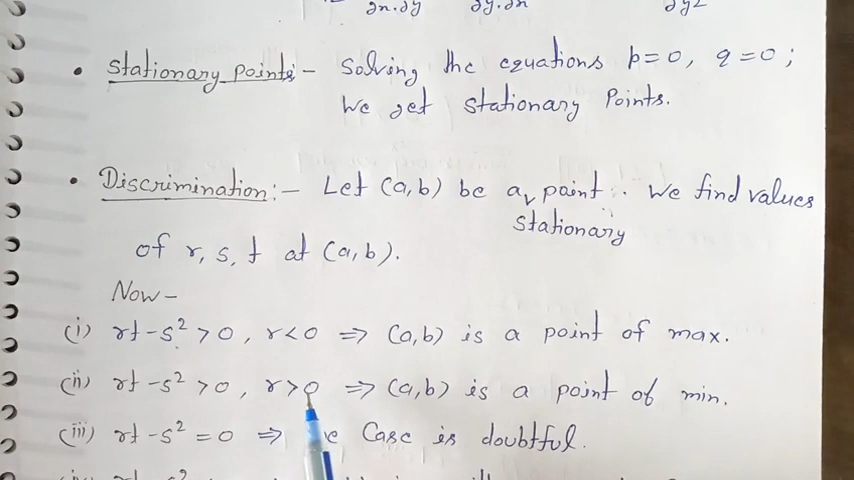 ∂x.∂y ∂y.∂x ∂y2
• Stationary points:- Solving the equations p=0, q=0;
We get stationary Points.
• Discrimination:- Let (a,b) be a point. We find values
stationary
of r, s, t at (a,b).
Now-
(i) rt-s²>0, r<0 ⇒ (a,b) is a point of max.
(ii) rt-s²>0, r>0 ⇒ (a,b) is a point of min.
(iii) rt-s²=0 ⇒ Case is doubtful.